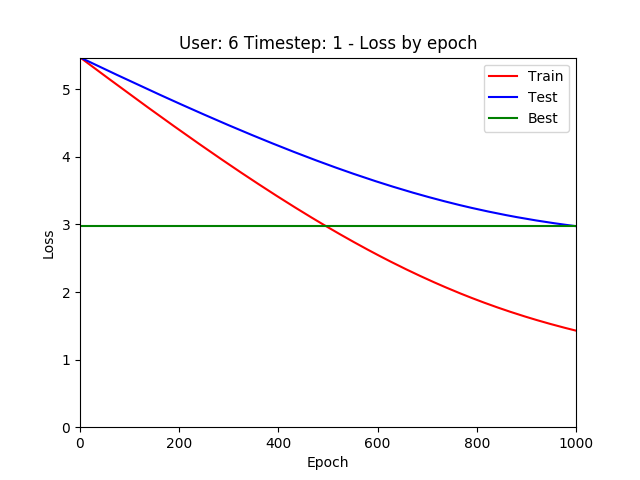 User: 6 Timestep: 1 - Loss by epoch
Train
Test
Best
5
4
3
2
1
0
Loss
0 200 400 600 800 1000
Epoch